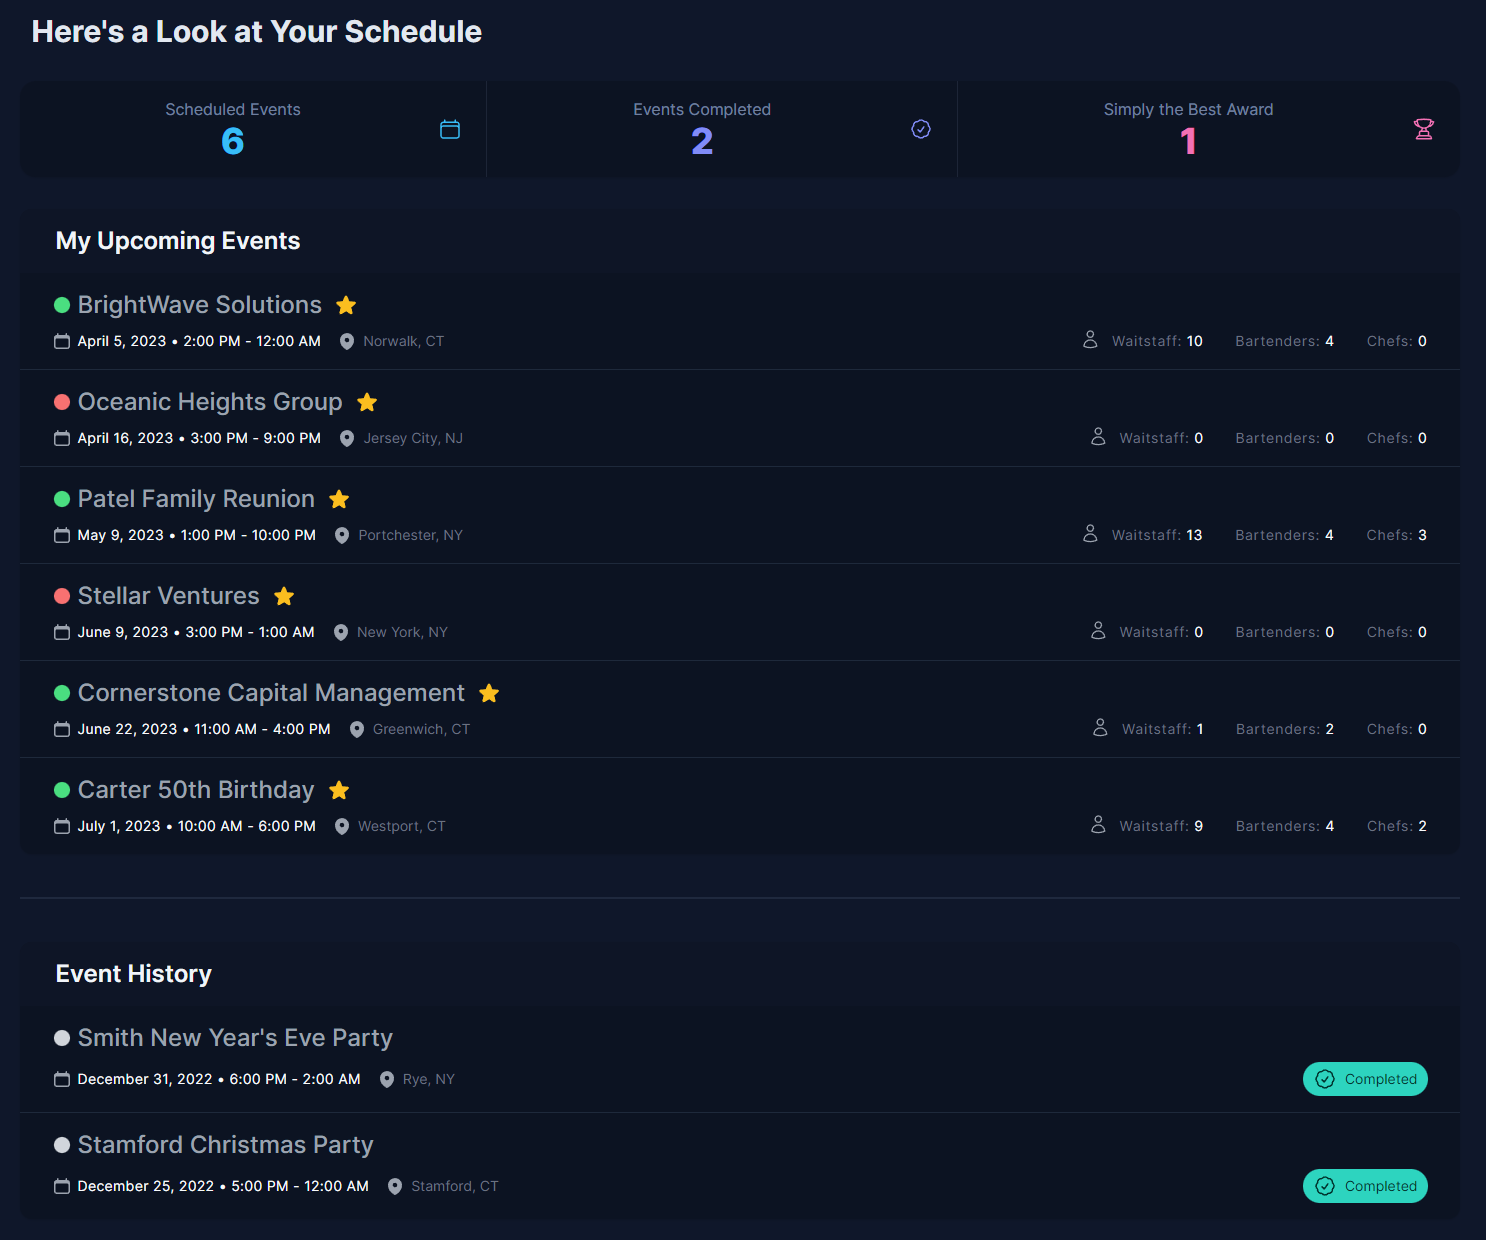 Here's a Look at Your Schedule
Scheduled Events
6
Events Completed
2
Simply the Best Award
1
My Upcoming Events
BrightWave Solutions
April 5, 2023 • 2:00 PM - 12:00 AM Norwalk, CT Waitstaff: 10 Bartenders: 4 Chefs: 0
Oceanic Heights Group
April 16, 2023 • 3:00 PM - 9:00 PM Jersey City, NJ Waitstaff: 0 Bartenders: 0 Chefs: 0
Patel Family Reunion
May 9, 2023 • 1:00 PM - 10:00 PM Portchester, NY Waitstaff: 13 Bartenders: 4 Chefs: 3
Stellar Ventures
June 9, 2023 • 3:00 PM - 1:00 AM New York, NY Waitstaff: 0 Bartenders: 0 Chefs: 0
Cornerstone Capital Management
June 22, 2023 • 11:00 AM - 4:00 PM Greenwich, CT Waitstaff: 1 Bartenders: 2 Chefs: 0
Carter 50th Birthday
July 1, 2023 • 10:00 AM - 6:00 PM Westport, CT Waitstaff: 9 Bartenders: 4 Chefs: 2
Event History
Smith New Year's Eve Party
December 31, 2022 • 6:00 PM - 2:00 AM Rye, NY Completed
Stamford Christmas Party
December 25, 2022 • 5:00 PM - 12:00 AM Stamford, CT Completed